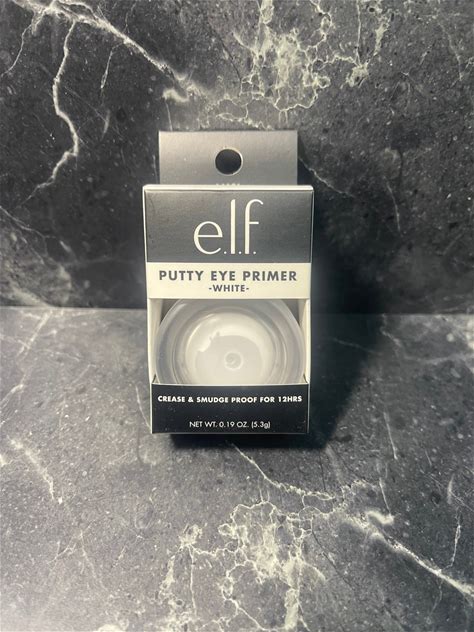 e.l.f.
PUTTY EYE PRIMER
-WHITE-
CREASE & SMUDGE PROOF FOR 12HRS
NET WT. 0.19 OZ. (5.3g)